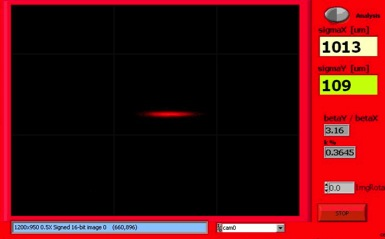 Analysis
sigmaX [um]
1013
sigmaY [um]
109
betaY / betaX
3.16
0.3645
0.0
STOP
1200x950 0.5X Signed 16-bit image 0 (660,896)
cam0